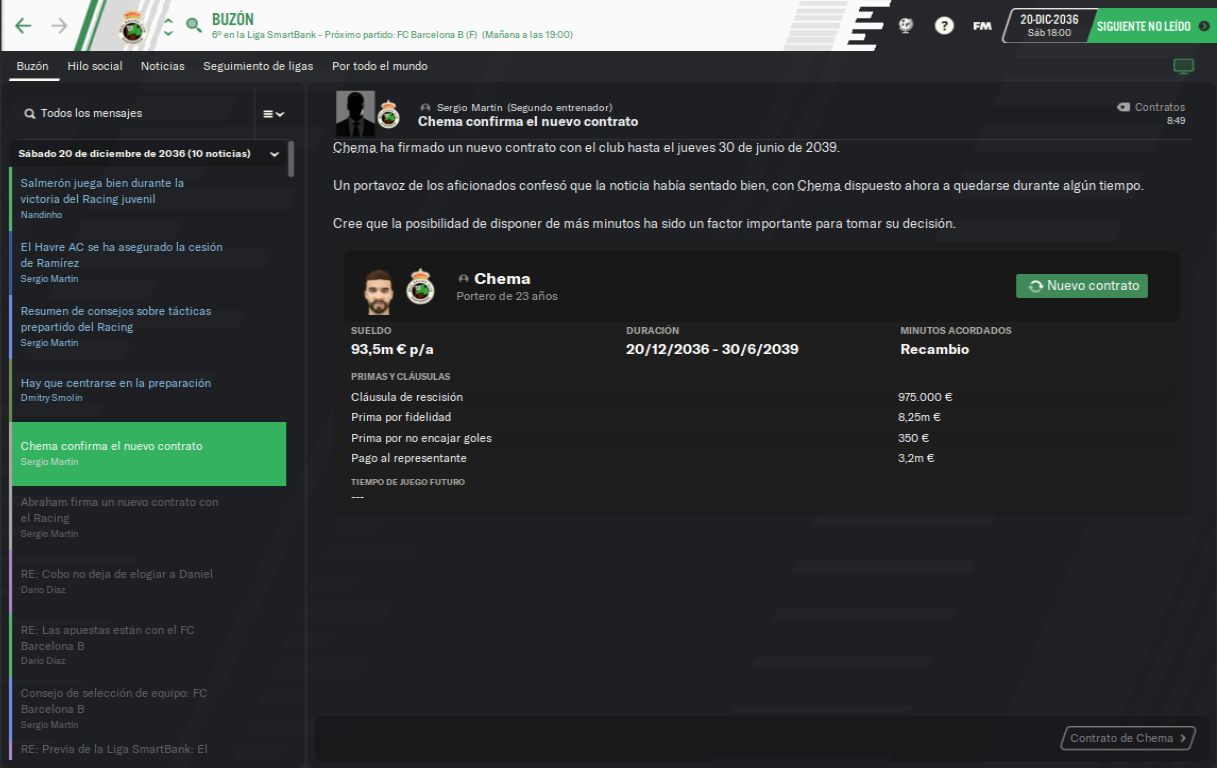 BUZÓN
6º en la Liga SmartBank - Próximo partido: FC Barcelona B (F) (Mañana a las 19:00)
?
FM
20-DIC-2036
Sáb 18:00
SIGUIENTE NO LEÍDO
Buzón
Hilo social
Noticias
Seguimiento de ligas
Por todo el mundo
Todos los mensajes
Sábado 20 de diciembre de 2036 (10 noticias)
Salmerón juega bien durante la
victoria del Racing juvenil
Nandinho
El Havre AC se ha asegurado la cesión
de Ramírez
Sergio Martín
Resumen de consejos sobre tácticas
prepartido del Racing
Sergio Martín
Hay que centrarse en la preparación
Dmitry Smolin
Chema confirma el nuevo contrato
Sergio Martín
Abraham firma un nuevo contrato con
el Racing
Sergio Martín
RE: Cobo no deja de elogiar a Daniel
Darío Díaz
RE: Las apuestas están con el FC
Barcelona B
Darío Díaz
Consejo de selección de equipo: FC
Barcelona B
Sergio Martín
RE: Previa de la Liga SmartBank: El
Sergio Martín (Segundo entrenador)
Chema confirma el nuevo contrato
Contratos
8:49
Chema ha firmado un nuevo contrato con el club hasta el jueves 30 de junio de 2039.
Un portavoz de los aficionados confesó que la noticia había sentado bien, con Chema dispuesto ahora a quedarse durante algún tiempo.
Cree que la posibilidad de disponer de más minutos ha sido un factor importante para tomar su decisión.
Chema
Portero de 23 años
Nuevo contrato
SUELDO
DURACIÓN
MINUTOS ACORDADOS
93,5m € p/a
20/12/2036 - 30/6/2039
Recambio
PRIMAS Y CLÁUSULAS
Cláusula de rescisión
975.000 €
Prima por fidelidad
8,25m €
Prima por no encajar goles
350 €
Pago al representante
3,2m €
TIEMPO DE JUEGO FUTURO
---
Contrato de Chema